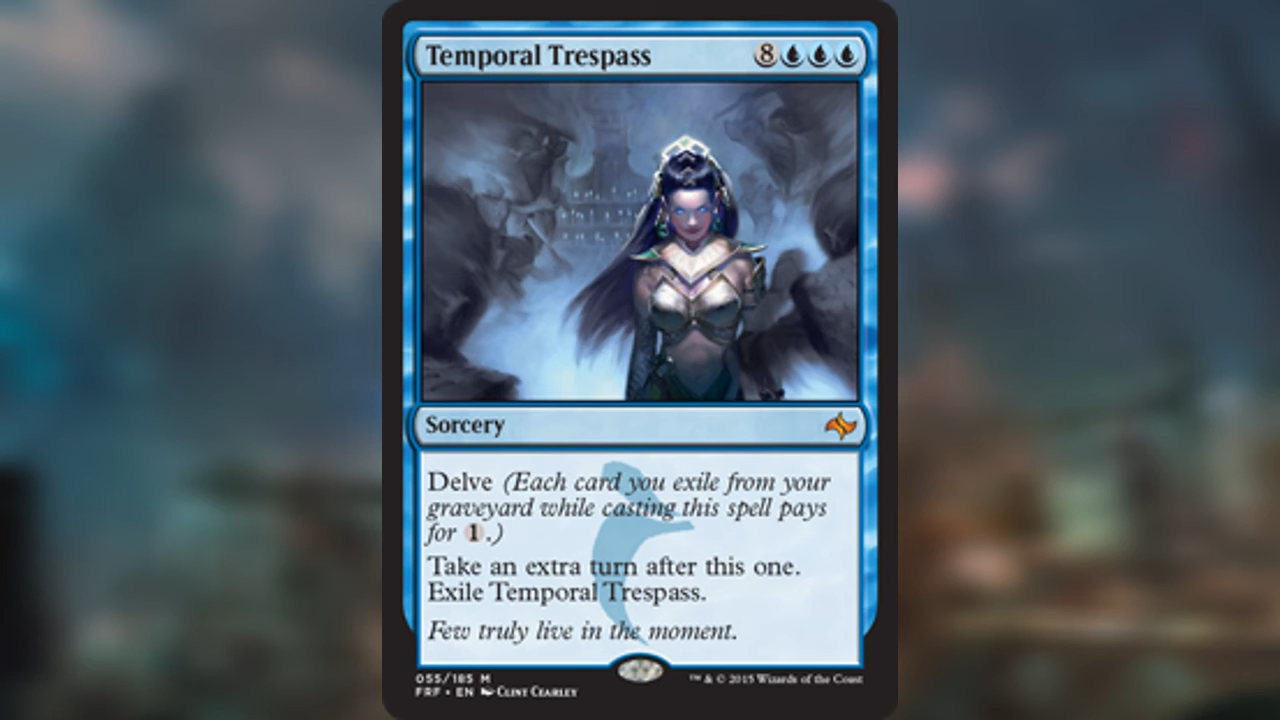 Temporal Trespass 8
Sorcery
Delve (Each card you exile from your
graveyard while casting this spell pays
for 1.)
Take an extra turn after this one.
Exile Temporal Trespass.
Few truly live in the moment.
055/185 M
FRF • EN Clint Cearley
™ & © 2015 Wizards of the Coast